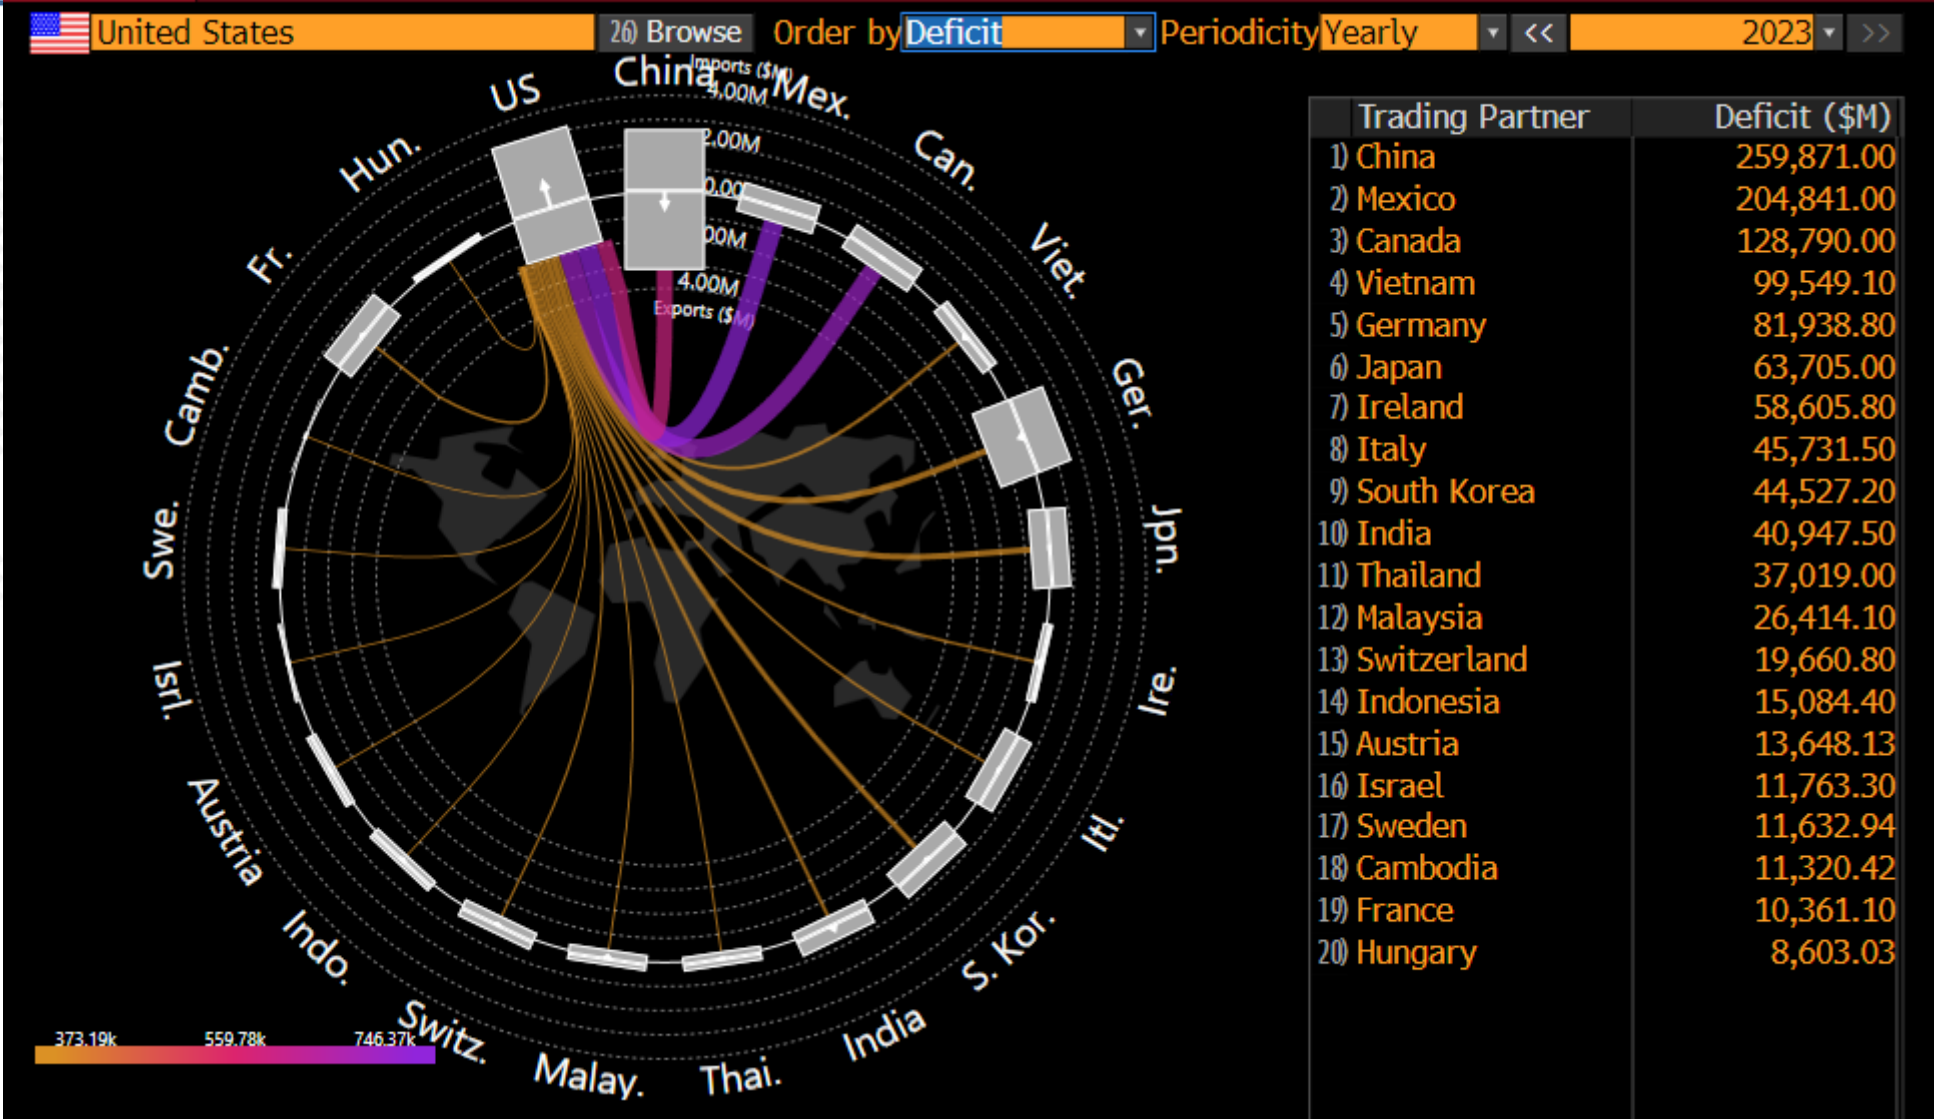 United States 26) Browse Order by Deficit Periodicity Yearly << 2023 >>
Imports ($M)
4.00M
2.00M
0.00
00M
4.00M
Exports ($M)
US
China
Mex.
Can.
Viet.
Ger.
Jpn.
Ire.
Itl.
S. Kor.
India
Thai.
Malay.
Switz.
Indo.
Austria
Isrl.
Swe.
Camb.
Fr.
Hun.
373.19k 559.78k 746.37k
Trading Partner Deficit ($M)
1) China 259,871.00
2) Mexico 204,841.00
3) Canada 128,790.00
4) Vietnam 99,549.10
5) Germany 81,938.80
6) Japan 63,705.00
7) Ireland 58,605.80
8) Italy 45,731.50
9) South Korea 44,527.20
10) India 40,947.50
11) Thailand 37,019.00
12) Malaysia 26,414.10
13) Switzerland 19,660.80
14) Indonesia 15,084.40
15) Austria 13,648.13
16) Israel 11,763.30
17) Sweden 11,632.94
18) Cambodia 11,320.42
19) France 10,361.10
20) Hungary 8,603.03